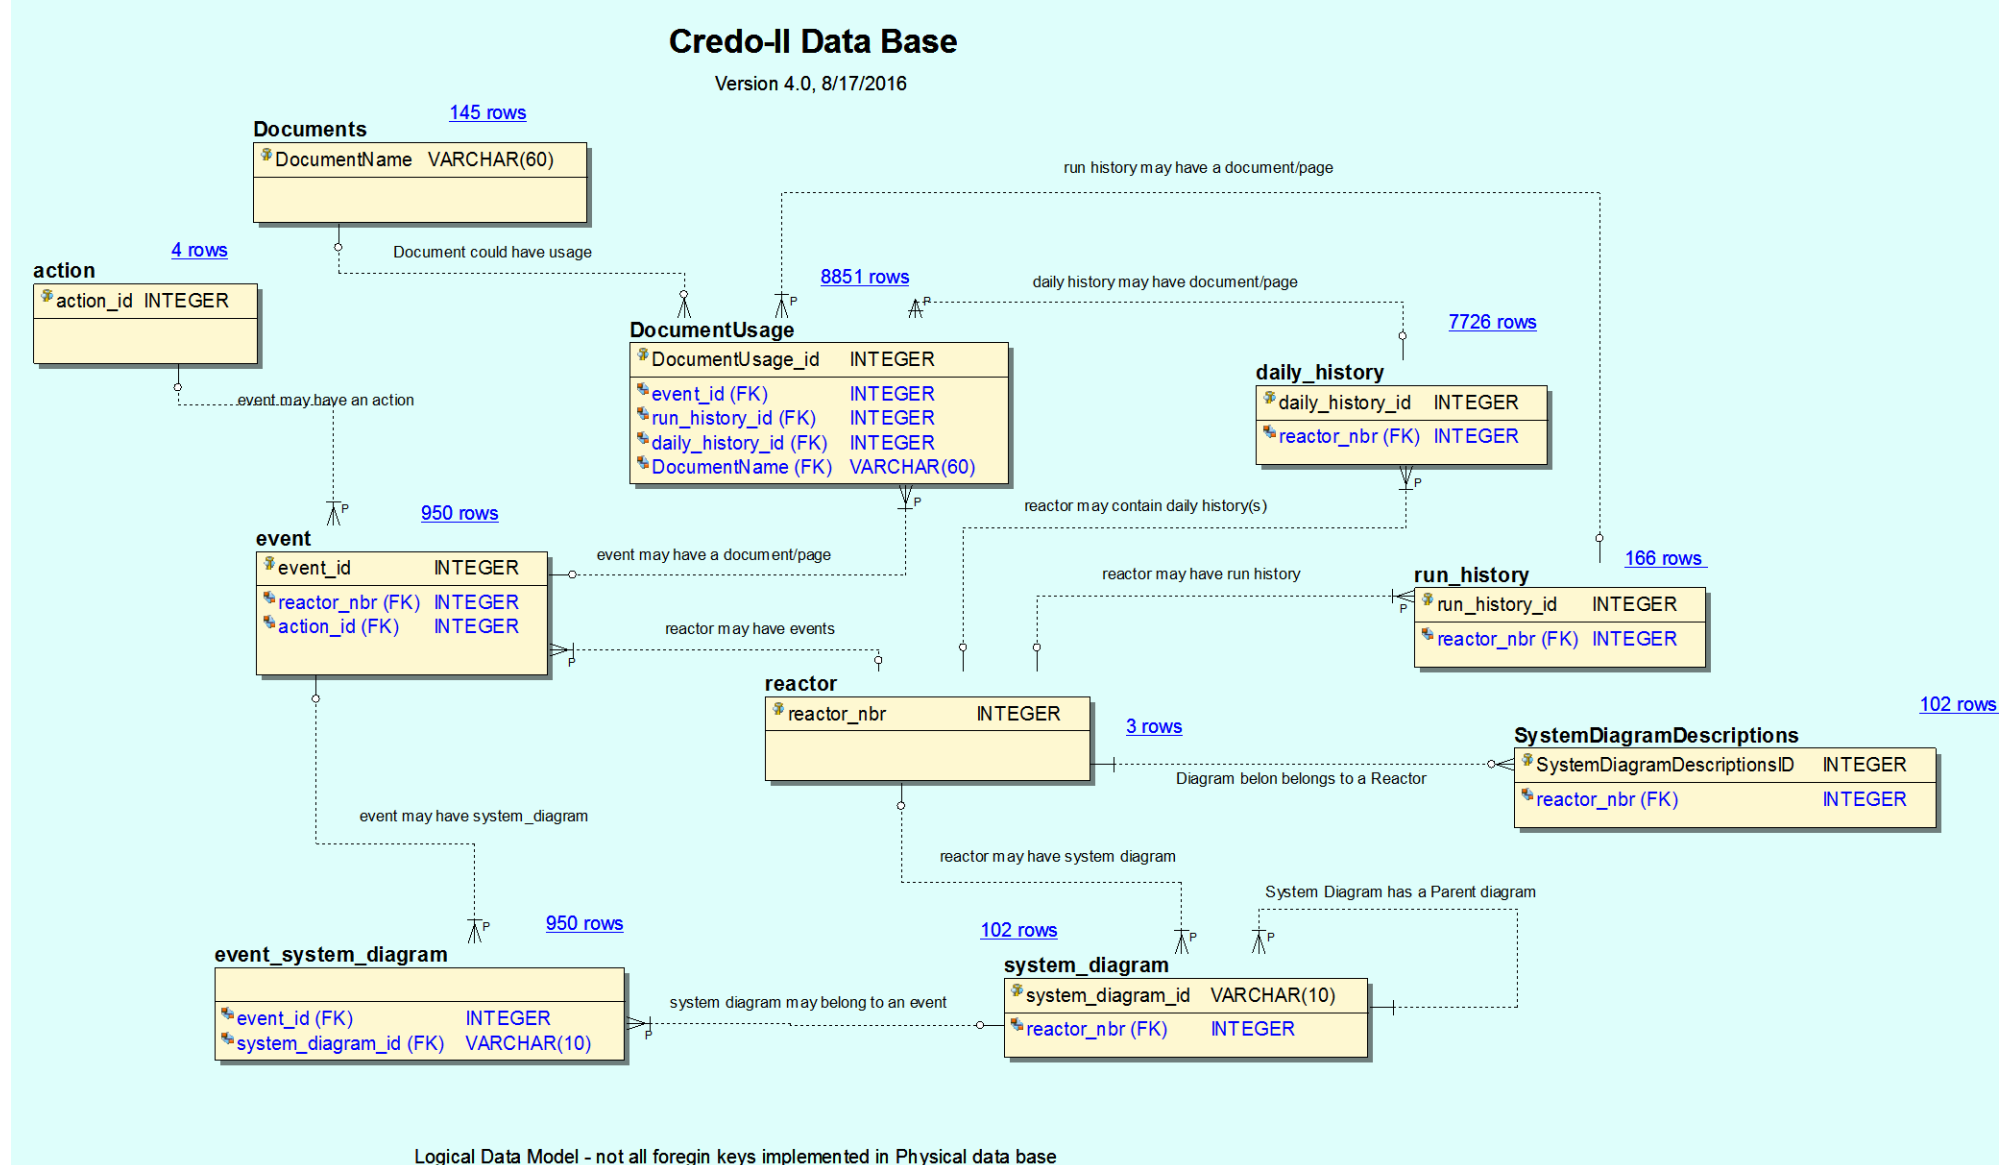 Credo-II Data Base
Version 4.0, 8/17/2016
145 rows
Documents
DocumentName VARCHAR(60)
run history may have a document/page
4 rows
action
action_id INTEGER
Document could have usage
8851 rows
daily history may have document/page
7726 rows
DocumentUsage
DocumentUsage_id INTEGER
event_id (FK) INTEGER
run_history_id (FK) INTEGER
daily_history_id (FK) INTEGER
DocumentName (FK) VARCHAR(60)
P
P
daily_history
daily_history_id INTEGER
reactor_nbr (FK) INTEGER
event may have an action
P
P
P
reactor may contain daily history(s)
950 rows
event
event_id INTEGER
reactor_nbr (FK) INTEGER
action_id (FK) INTEGER
event may have a document/page
reactor may have run history
166 rows
run_history
run_history_id INTEGER
reactor_nbr (FK) INTEGER
P
reactor may have events
P
reactor
reactor_nbr INTEGER
3 rows
102 rows
SystemDiagramDescriptions
SystemDiagramDescriptionsID INTEGER
reactor_nbr (FK) INTEGER
Diagram belon belongs to a Reactor
event may have system_diagram
reactor may have system diagram
System Diagram has a Parent diagram
P
950 rows
102 rows
P
P
event_system_diagram
event_id (FK) INTEGER
system_diagram_id (FK) VARCHAR(10)
system diagram may belong to an event
P
system_diagram
system_diagram_id VARCHAR(10)
reactor_nbr (FK) INTEGER
Logical Data Model - not all foregin keys implemented in Physical data base